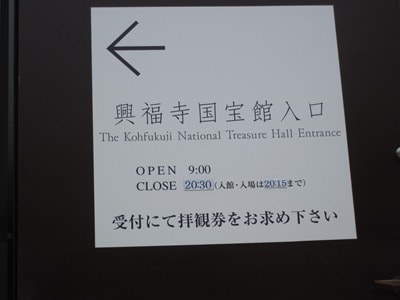 興福寺国宝館入口
The Kohfukuji National Treasure Hall Entrance
OPEN 9:00
CLOSE 20:30(入館・入場は20:15まで)
受付にて拝観券をお求め下さい